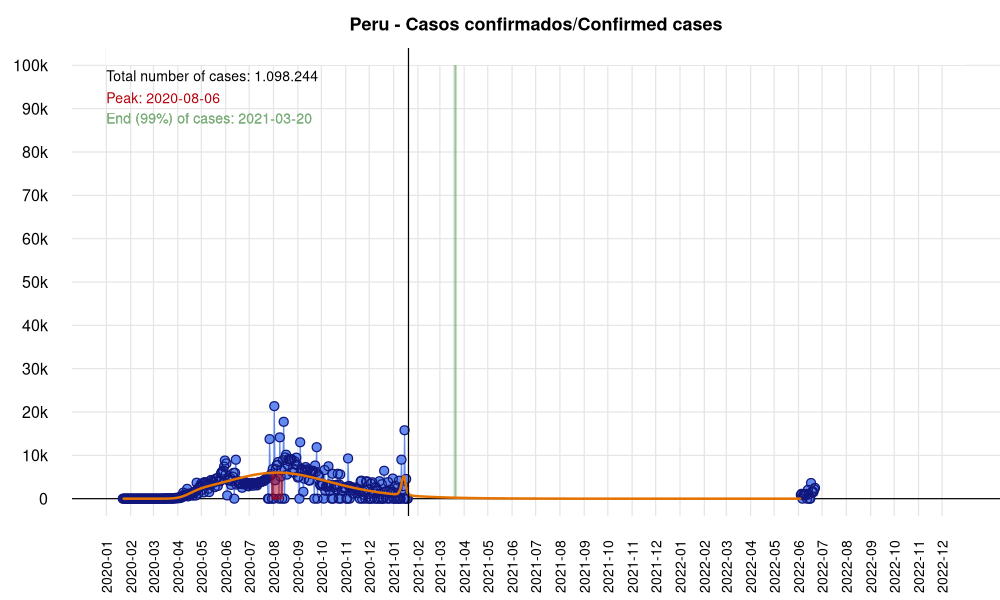 Peru - Casos confirmados/Confirmed cases
Total number of cases: 1.098.244
Peak: 2020-08-06
End (99%) of cases: 2021-03-20
100k
90k
80k
70k
60k
50k
40k
30k
20k
10k
0
2020-01
2020-02
2020-03
2020-04
2020-05
2020-06
2020-07
2020-08
2020-09
2020-10
2020-11
2020-12
2021-01
2021-02
2021-03
2021-04
2021-05
2021-06
2021-07
2021-08
2021-09
2021-10
2021-11
2021-12
2022-01
2022-02
2022-03
2022-04
2022-05
2022-06
2022-07
2022-08
2022-09
2022-10
2022-11
2022-12